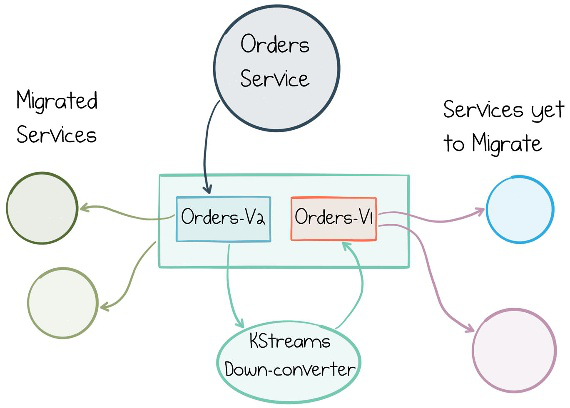 Orders
Service
Migrated
Services
Services yet
to Migrate
Orders-V2
Orders-V1
KStreams
Down-converter